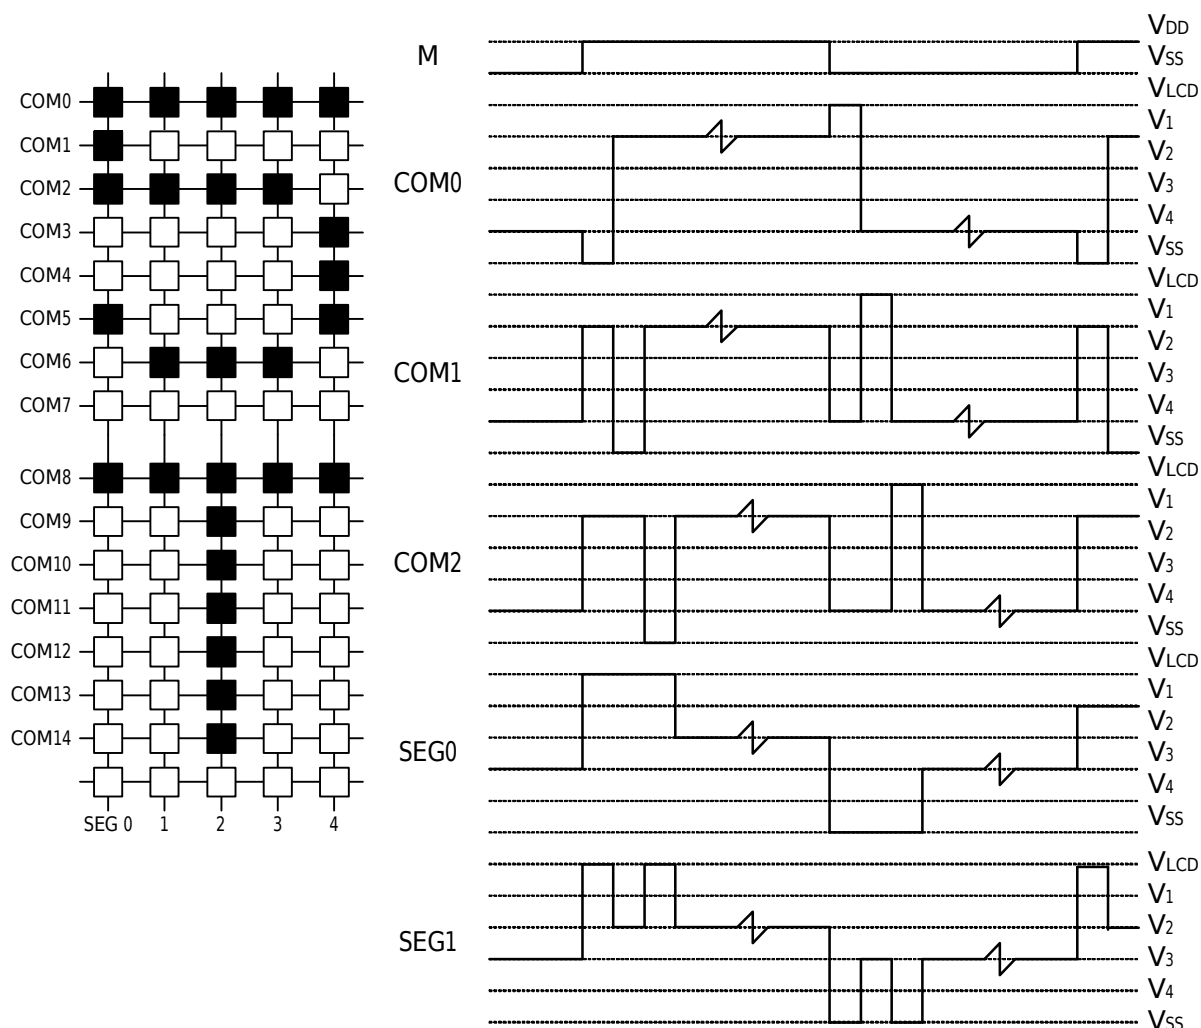 COM0
COM1
COM2
COM3
COM4
COM5
COM6
COM7
COM8
COM9
COM10
COM11
COM12
COM13
COM14
SEG 0 1 2 3 4
M
VDD
VSS
COM0
VLCD
V1
V2
V3
V4
VSS
COM1
VLCD
V1
V2
V3
V4
VSS
COM2
VLCD
V1
V2
V3
V4
VSS
SEG0
VLCD
V1
V2
V3
V4
VSS
SEG1
VLCD
V1
V2
V3
V4
VSS